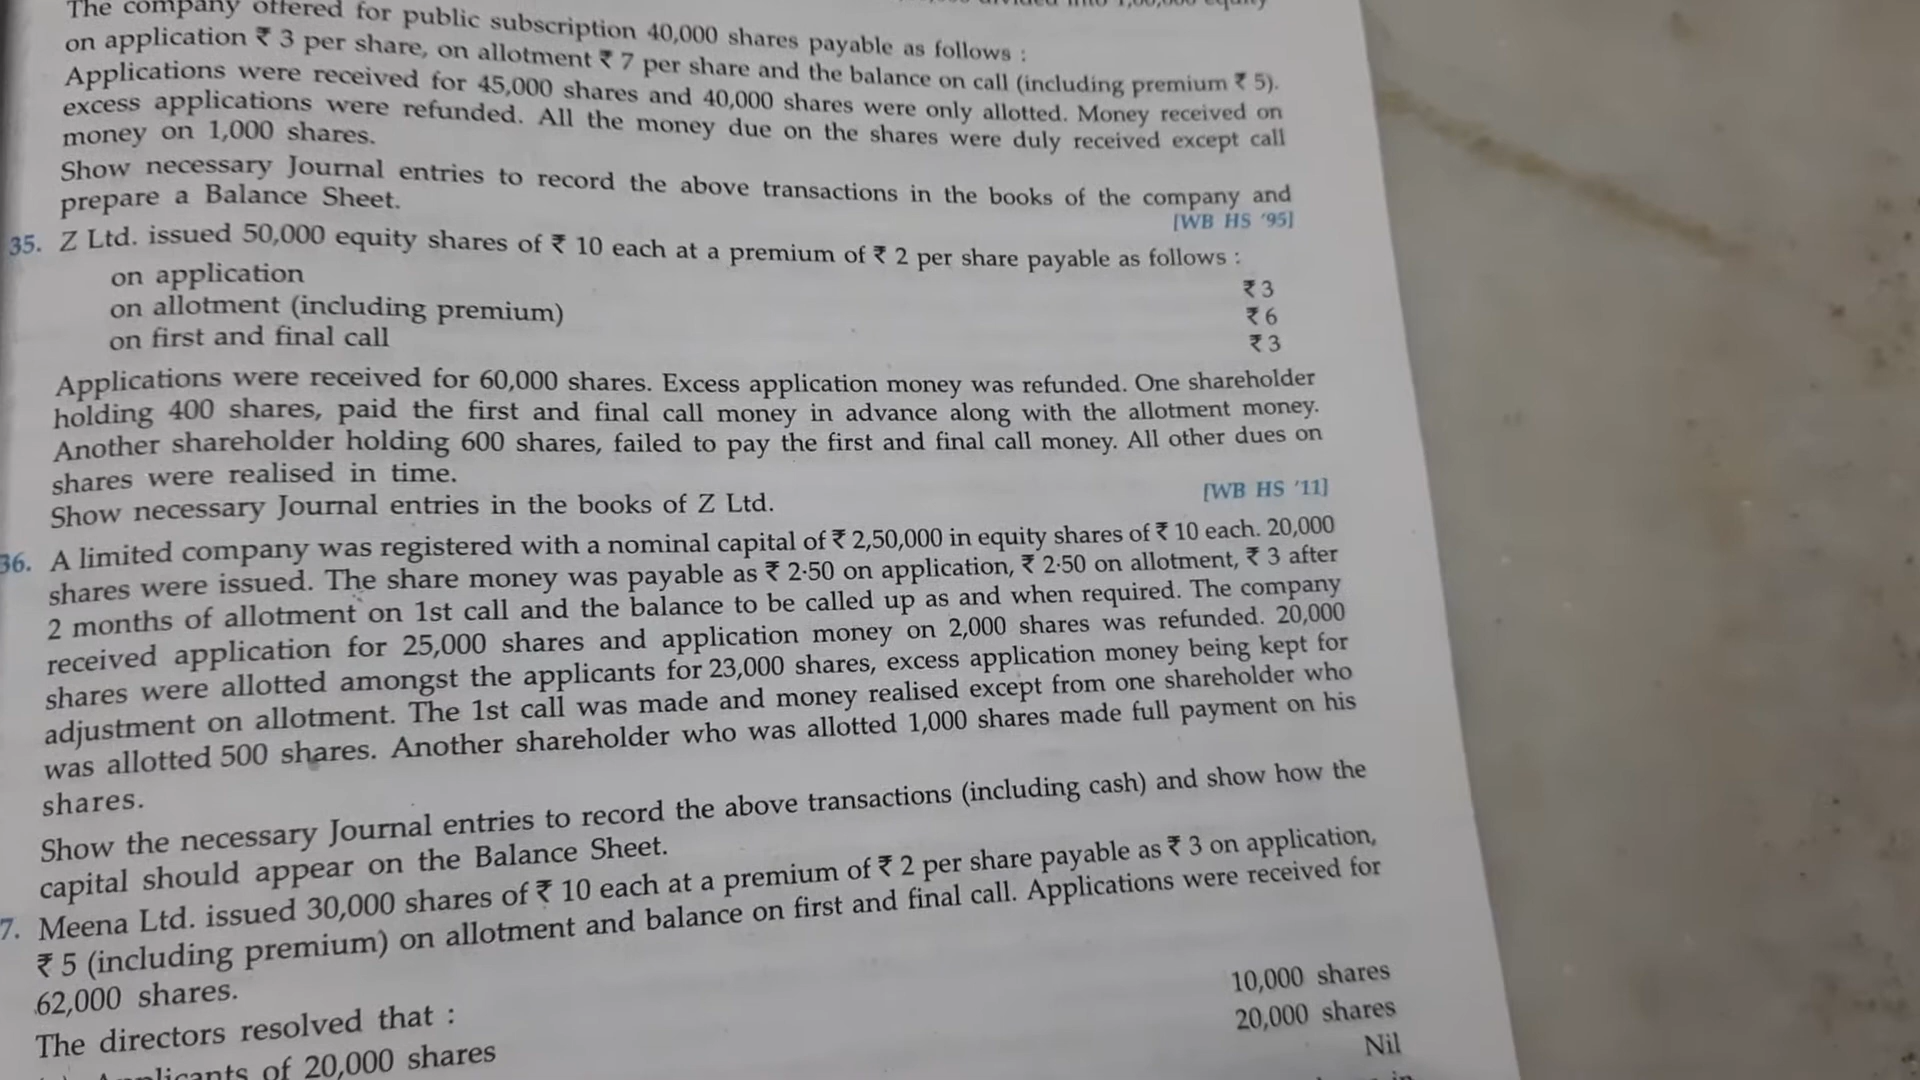 The company offered for public subscription 40,000 shares payable as follows :
on application ₹ 3 per share, on allotment ₹ 7 per share and the balance on call (including premium ₹ 5).
Applications were received for 45,000 shares and 40,000 shares were only allotted. Money received on
excess applications were refunded. All the money due on the shares were duly received except call
money on 1,000 shares.
Show necessary Journal entries to record the above transactions in the books of the company and
prepare a Balance Sheet.
[WB HS '95]
35. Z Ltd. issued 50,000 equity shares of ₹ 10 each at a premium of ₹ 2 per share payable as follows :
on application ₹ 3
on allotment (including premium) ₹ 6
on first and final call ₹ 3
Applications were received for 60,000 shares. Excess application money was refunded. One shareholder
holding 400 shares, paid the first and final call money in advance along with the allotment money.
Another shareholder holding 600 shares, failed to pay the first and final call money. All other dues on
shares were realised in time.
Show necessary Journal entries in the books of Z Ltd. [WB HS '11]
36. A limited company was registered with a nominal capital of ₹ 2,50,000 in equity shares of ₹ 10 each. 20,000
shares were issued. The share money was payable as ₹ 2·50 on application, ₹ 2·50 on allotment, ₹ 3 after
2 months of allotment on 1st call and the balance to be called up as and when required. The company
received application for 25,000 shares and application money on 2,000 shares was refunded. 20,000
shares were allotted amongst the applicants for 23,000 shares, excess application money being kept for
adjustment on allotment. The 1st call was made and money realised except from one shareholder who
was allotted 500 shares. Another shareholder who was allotted 1,000 shares made full payment on his
shares.
Show the necessary Journal entries to record the above transactions (including cash) and show how the
capital should appear on the Balance Sheet.
7. Meena Ltd. issued 30,000 shares of ₹ 10 each at a premium of ₹ 2 per share payable as ₹ 3 on application,
₹ 5 (including premium) on allotment and balance on first and final call. Applications were received for
62,000 shares.
The directors resolved that :
10,000 shares
of 20,000 shares
20,000 shares
Nil